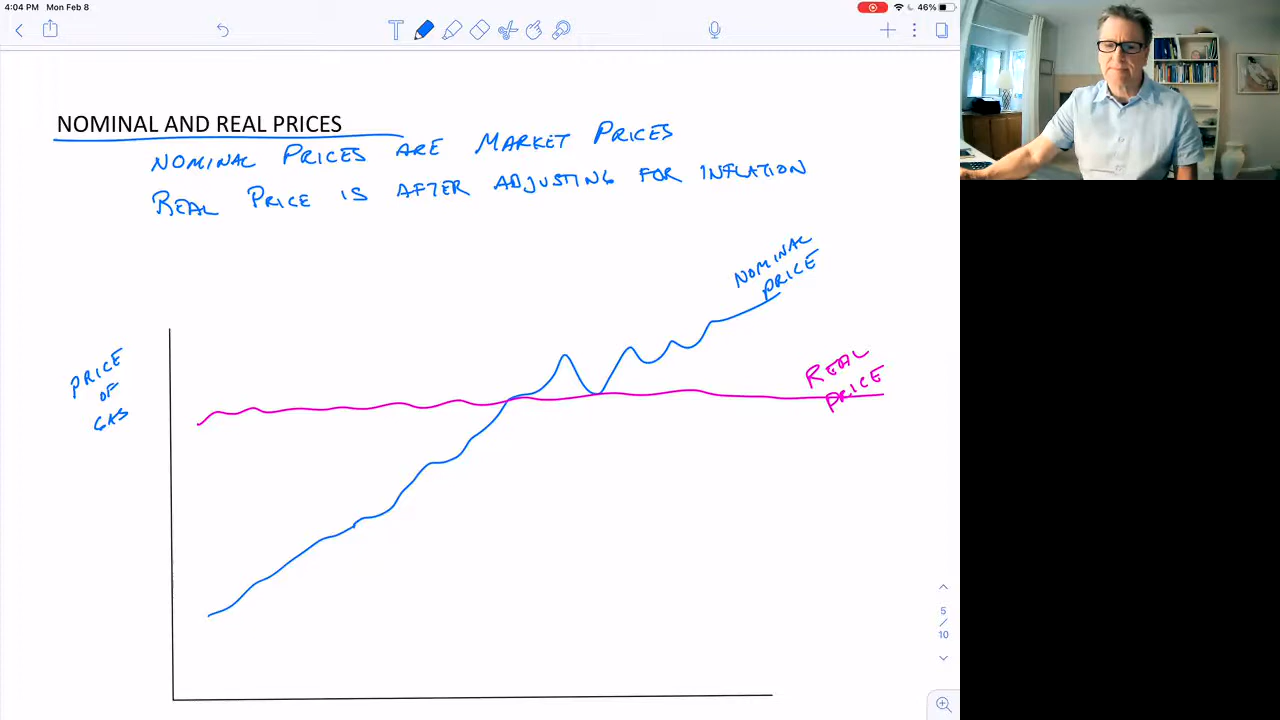 4:04 PM Mon Feb 8
46%
T
NOMINAL AND REAL PRICES
NOMINAL PRICES ARE MARKET PRICES
REAL PRICE IS AFTER ADJUSTING FOR INFLATION
NOMINAL
PRICE
PRICE
OF
GAS
REAL
PRICE
5
/
10